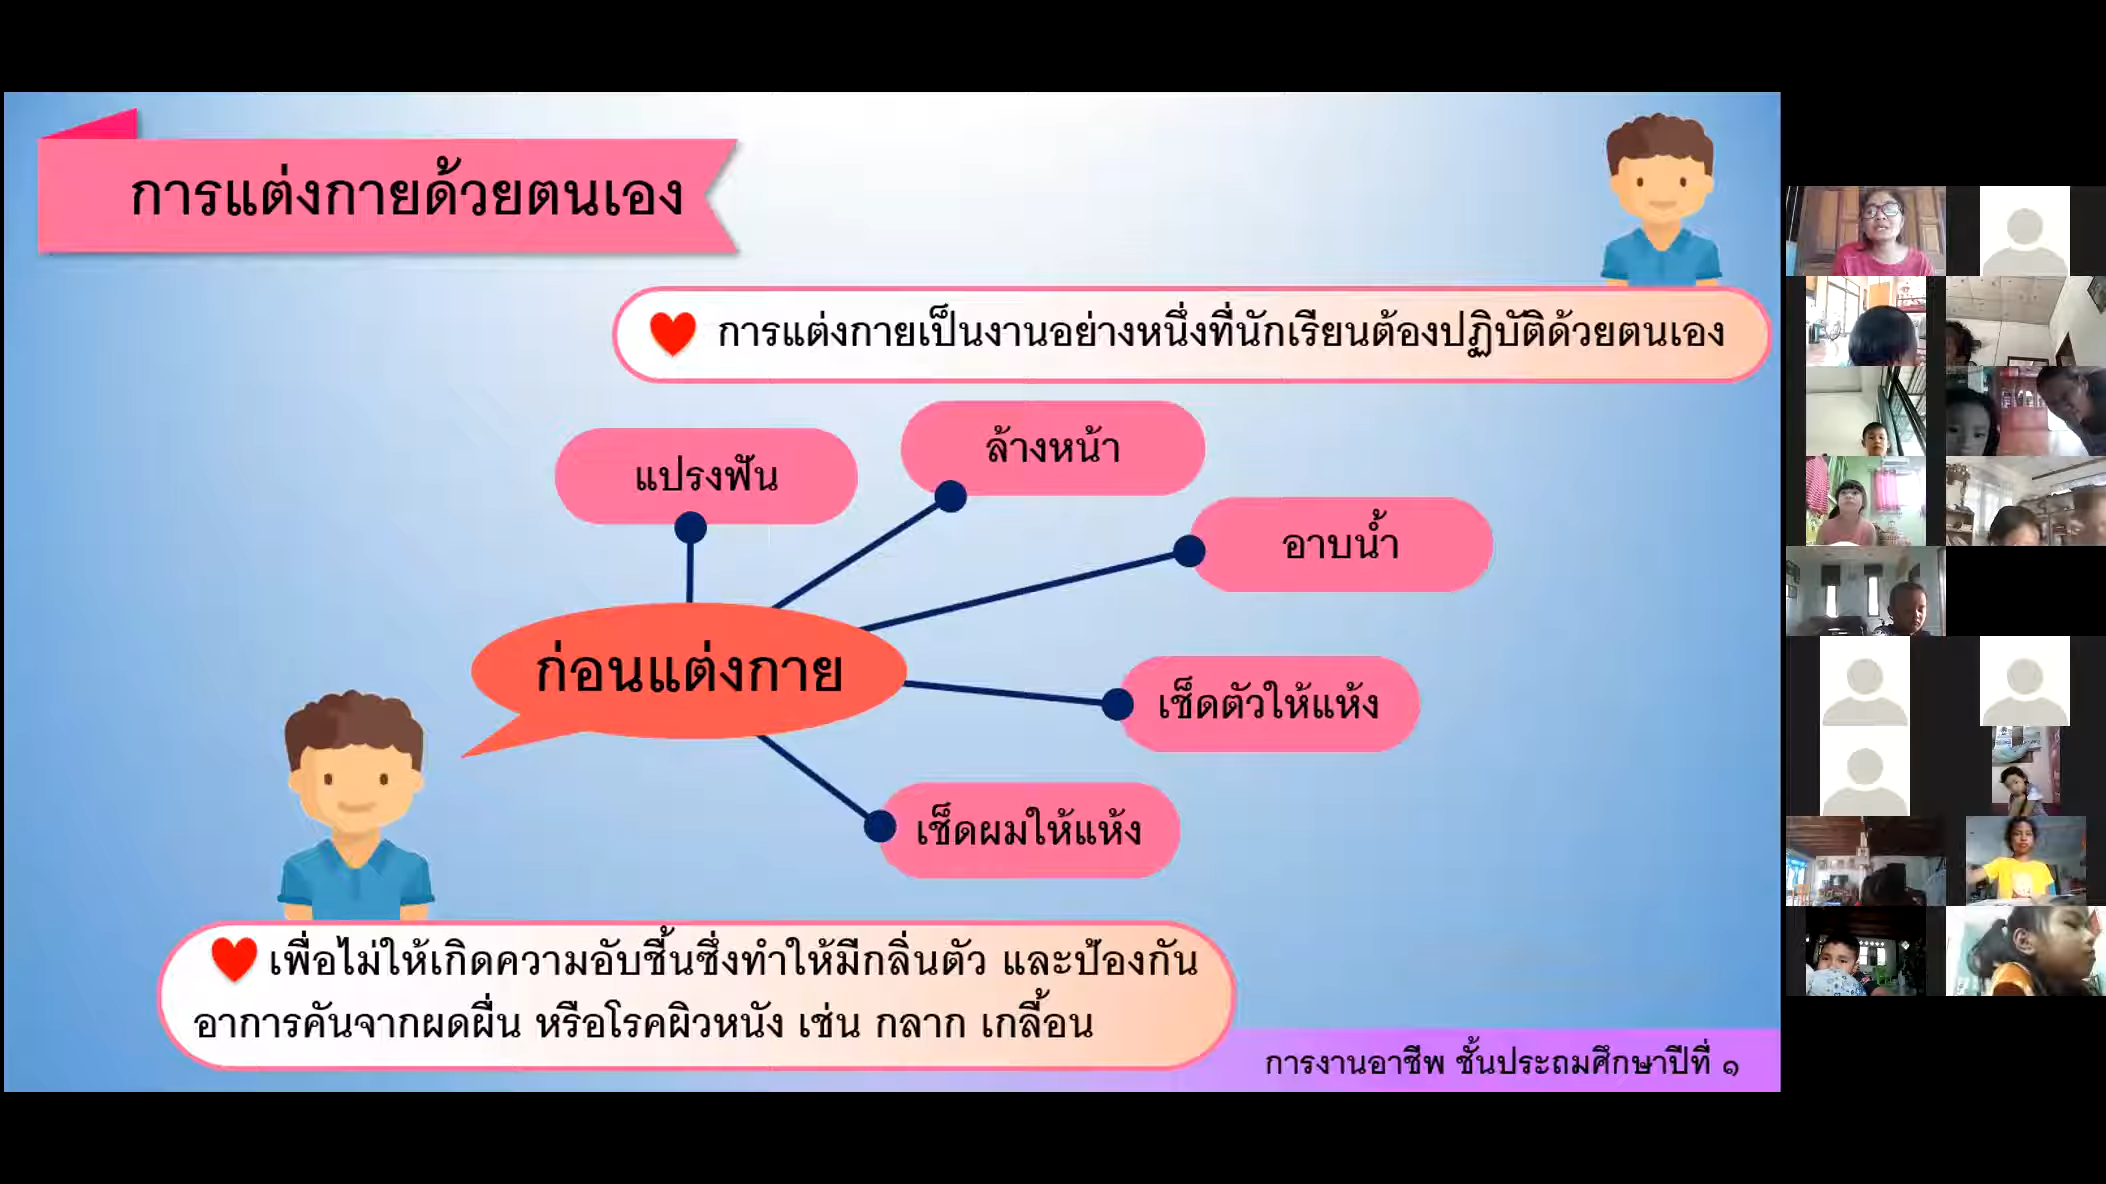 การแต่งกายด้วยตนเอง
การแต่งกายเป็นงานอย่างหนึ่งที่นักเรียนต้องปฏิบัติด้วยตนเอง
แปรงฟัน
ล้างหน้า
อาบน้ำ
ก่อนแต่งกาย
เช็ดตัวให้แห้ง
เช็ดผมให้แห้ง
เพื่อไม่ให้เกิดความอับชื้นซึ่งทำให้มีกลิ่นตัว และป้องกัน
อาการคันจากผดผื่น หรือโรคผิวหนัง เช่น กลาก เกลื้อน
การงานอาชีพ ชั้นประถมศึกษาปีที่ ๑